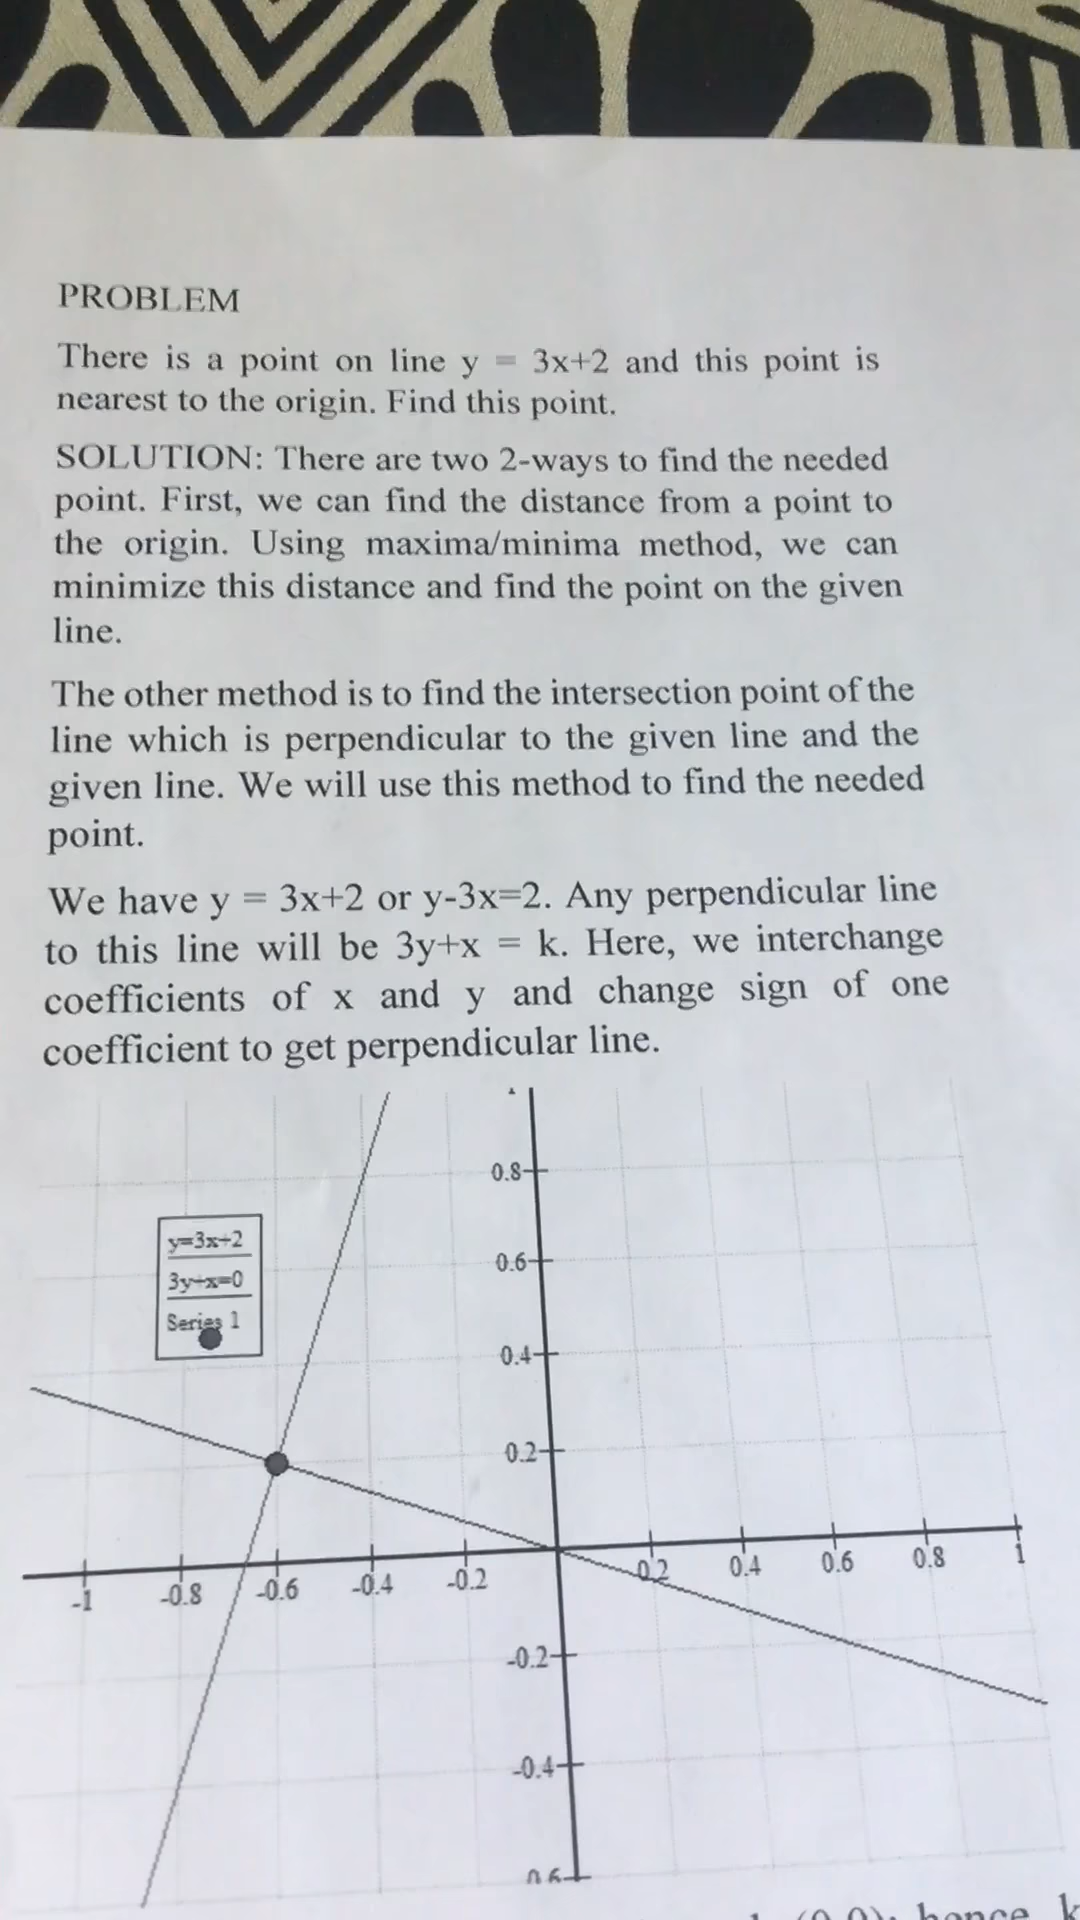 PROBLEM
There is a point on line y = 3x+2 and this point is
nearest to the origin. Find this point.
SOLUTION: There are two 2-ways to find the needed
point. First, we can find the distance from a point to
the origin. Using maxima/minima method, we can
minimize this distance and find the point on the given
line.
The other method is to find the intersection point of the
line which is perpendicular to the given line and the
given line. We will use this method to find the needed
point.
We have y = 3x+2 or y-3x=2. Any perpendicular line
to this line will be 3y+x = k. Here, we interchange
coefficients of x and y and change sign of one
coefficient to get perpendicular line.
0.8
y=3x+2
0.6
3y+x=0
Series 1
0.4
0.2
-1 -0.8 -0.6 -0.4 -0.2 0.2 0.4 0.6 0.8 1
-0.2
-0.4
0.6
(0,0); hence k